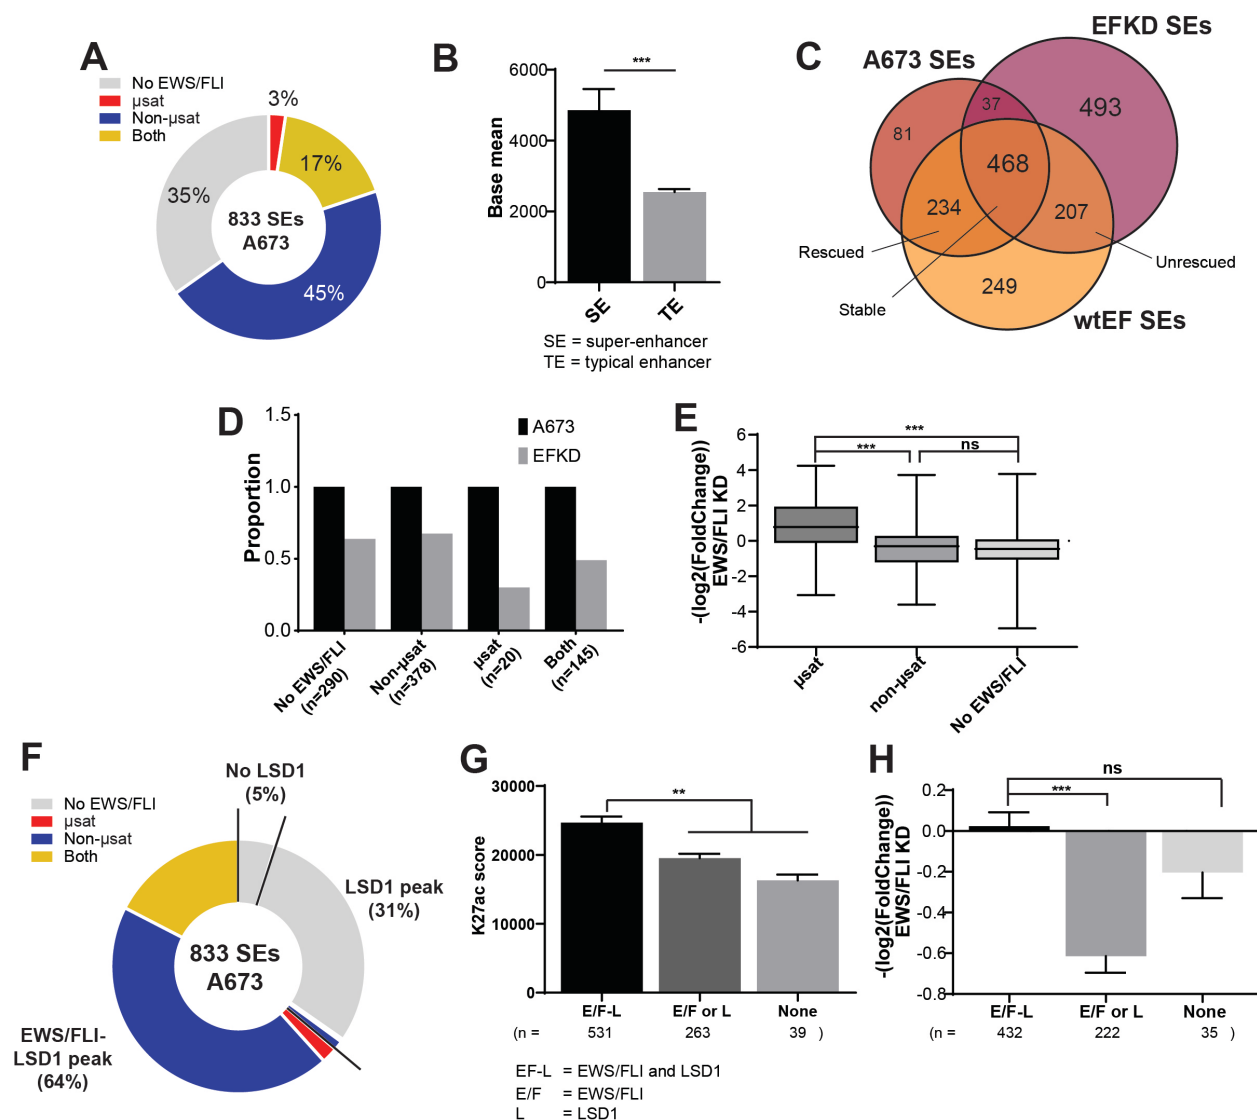 A
No EWS/FLI
µsat
Non-µsat
Both
3%
17%
35%
45%
833 SEs
A673
B
6000
4000
2000
0
Base mean
***
SE
TE
SE = super-enhancer
TE = typical enhancer
C
EFKD SEs
A673 SEs
37
493
81
468
234
207
Rescued
Unrescued
249
Stable
wtEF SEs
D
1.5
1.0
0.5
0.0
Proportion
A673
EFKD
No EWS/FLI
(n=290)
Non-µsat
(n=378)
µsat
(n=20)
Both
(n=145)
E
-(log2(FoldChange))
EWS/FLI KD
6
4
2
0
-2
-4
-6
***
***
ns
µsat
non-µsat
No EWS/FLI
F
No EWS/FLI
µsat
Non-µsat
Both
No LSD1
(5%)
LSD1 peak
(31%)
833 SEs
A673
EWS/FLI-
LSD1 peak
(64%)
G
30000
20000
10000
0
K27ac score
**
E/F-L
E/F or L
None
(n = 531 263 39 )
EF-L = EWS/FLI and LSD1
E/F = EWS/FLI
L = LSD1
H
-(log2(FoldChange))
EWS/FLI KD
0.2
0.0
-0.2
-0.4
-0.6
-0.8
ns
***
E/F-L
E/F or L
None
(n = 432 222 35 )